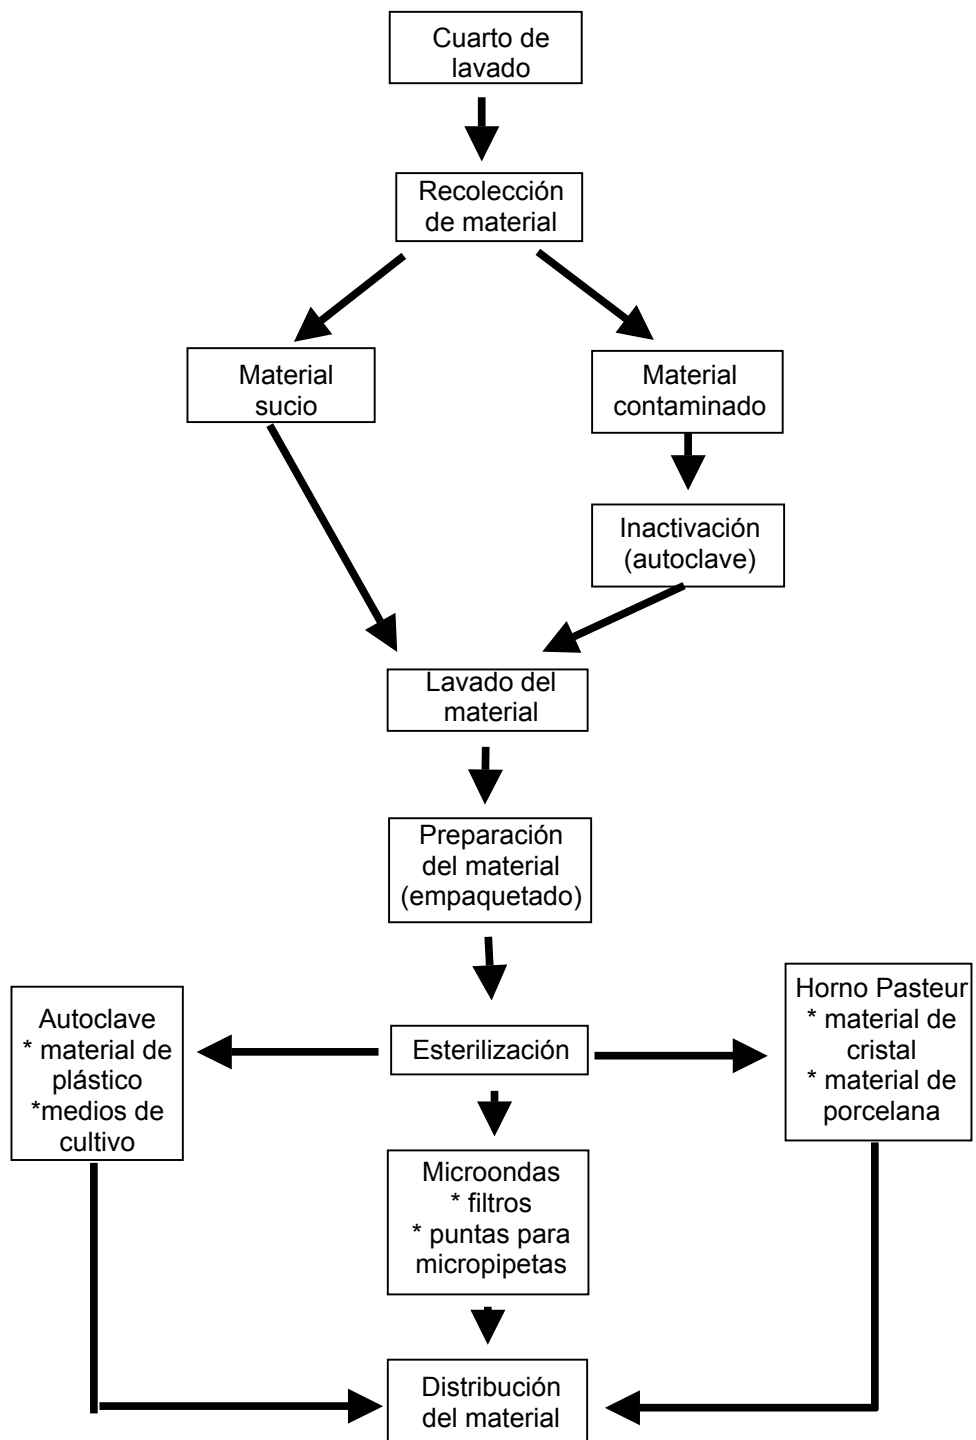 Cuarto de
lavado
Recolección
de material
Material
sucio
Material
contaminado
Inactivación
(autoclave)
Lavado del
material
Preparación
del material
(empaquetado)
Esterilización
Autoclave
* material de
plástico
*medios de
cultivo
Microondas
* filtros
* puntas para
micropipetas
Horno Pasteur
* material de
cristal
* material de
porcelana
Distribución
del material